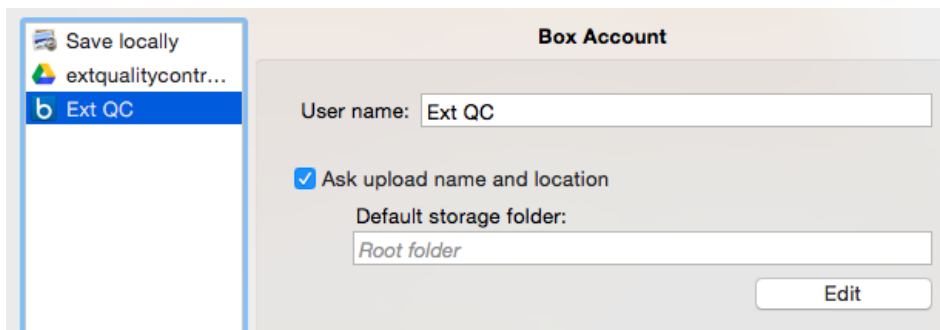 Save locally
extqualitycontr...
Ext QC
Box Account
User name: Ext QC
Ask upload name and location
Default storage folder:
Root folder
Edit